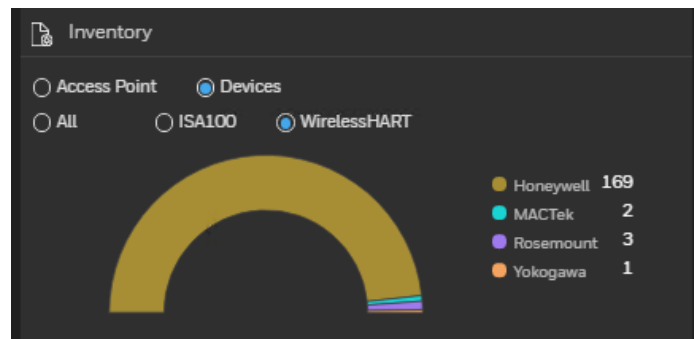 Inventory
Access Point Devices
All ISA100 WirelessHART
Honeywell 169
MACTek 2
Rosemount 3
Yokogawa 1